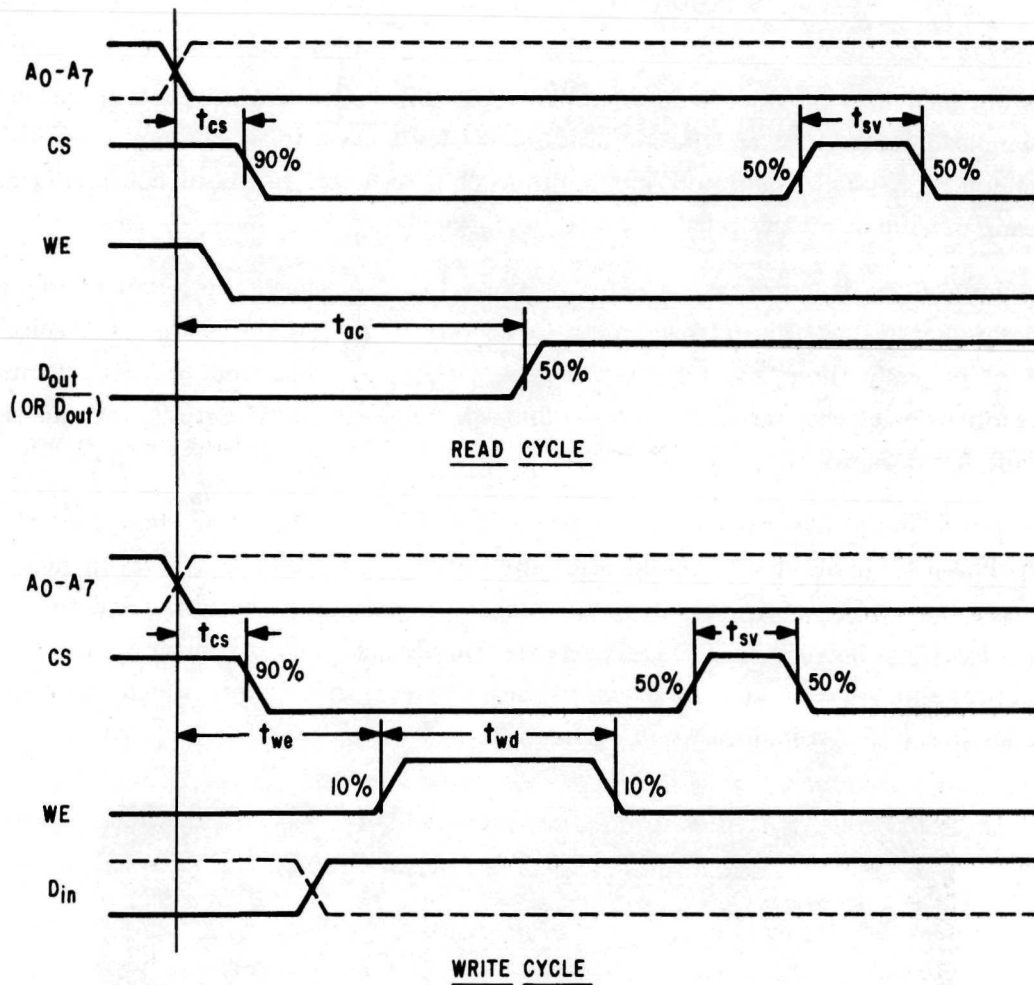 A0-A7
tcs
tsv
CS
90%
50%
50%
WE
tac
Dout
(OR Dout)
50%
READ CYCLE
A0-A7
tcs
tsv
CS
90%
50%
50%
twe
twd
10%
10%
WE
Din
WRITE CYCLE